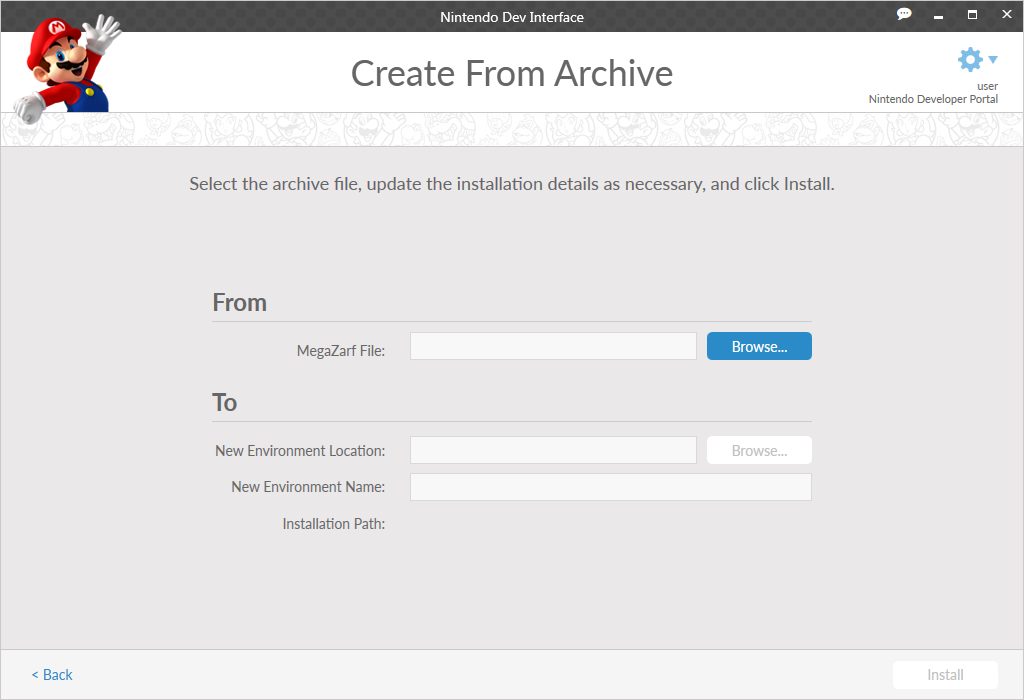 Nintendo Dev Interface
Create From Archive
user
Nintendo Developer Portal
Select the archive file, update the installation details as necessary, and click Install.
From
MegaZarf File:
Browse...
To
New Environment Location:
Browse...
New Environment Name:
Installation Path:
< Back
Install